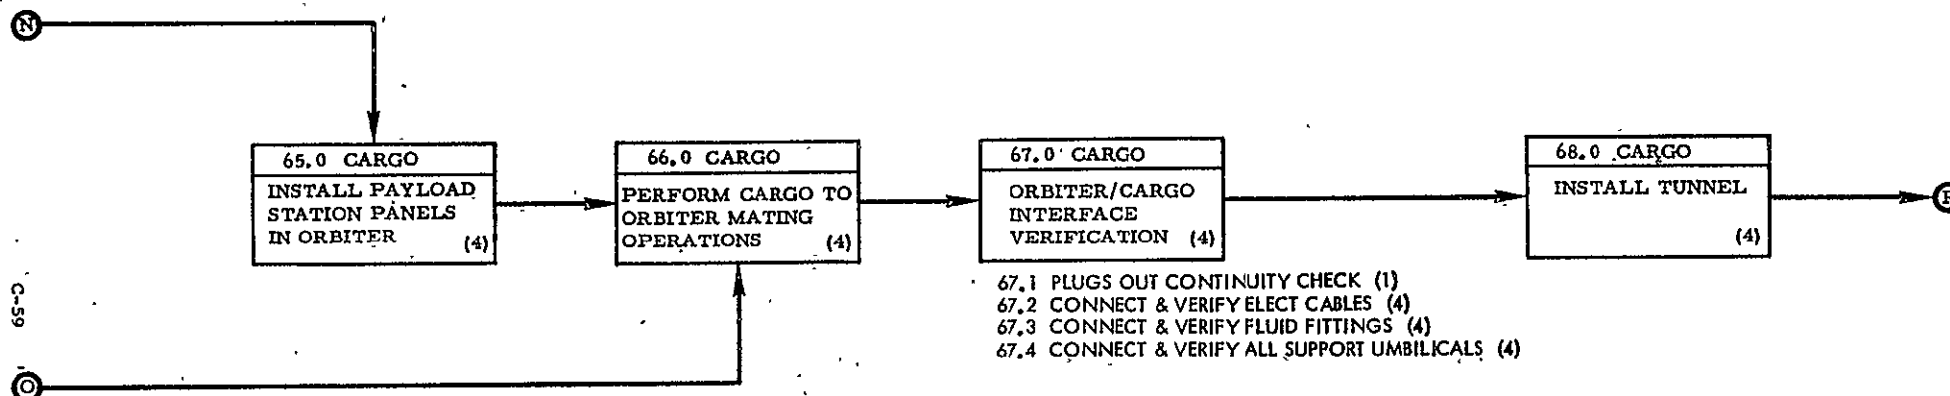 N
65.0 CARGO
INSTALL PAYLOAD
STATION PANELS
IN ORBITER (4)
66.0 CARGO
PERFORM CARGO TO
ORBITER MATING
OPERATIONS (4)
67.0 CARGO
ORBITER/CARGO
INTERFACE
VERIFICATION (4)
67.1 PLUGS OUT CONTINUITY CHECK (1)
67.2 CONNECT & VERIFY ELECT CABLES (4)
67.3 CONNECT & VERIFY FLUID FITTINGS (4)
67.4 CONNECT & VERIFY ALL SUPPORT UMBILICALS (4)
68.0 CARGO
INSTALL TUNNEL
(4)
C-59
O